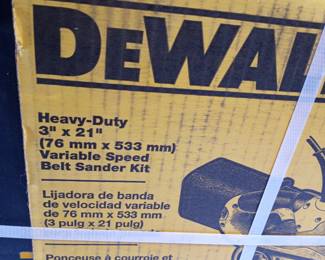 DEWAL
Heavy-Duty
3" x 21"
(76 mm x 533 mm)
Variable Speed
Belt Sander Kit
Lijadora de banda
de velocidad variable
de 76 mm x 533 mm
(3 pulg x 21 pulg)
Ponceuse à courroie et